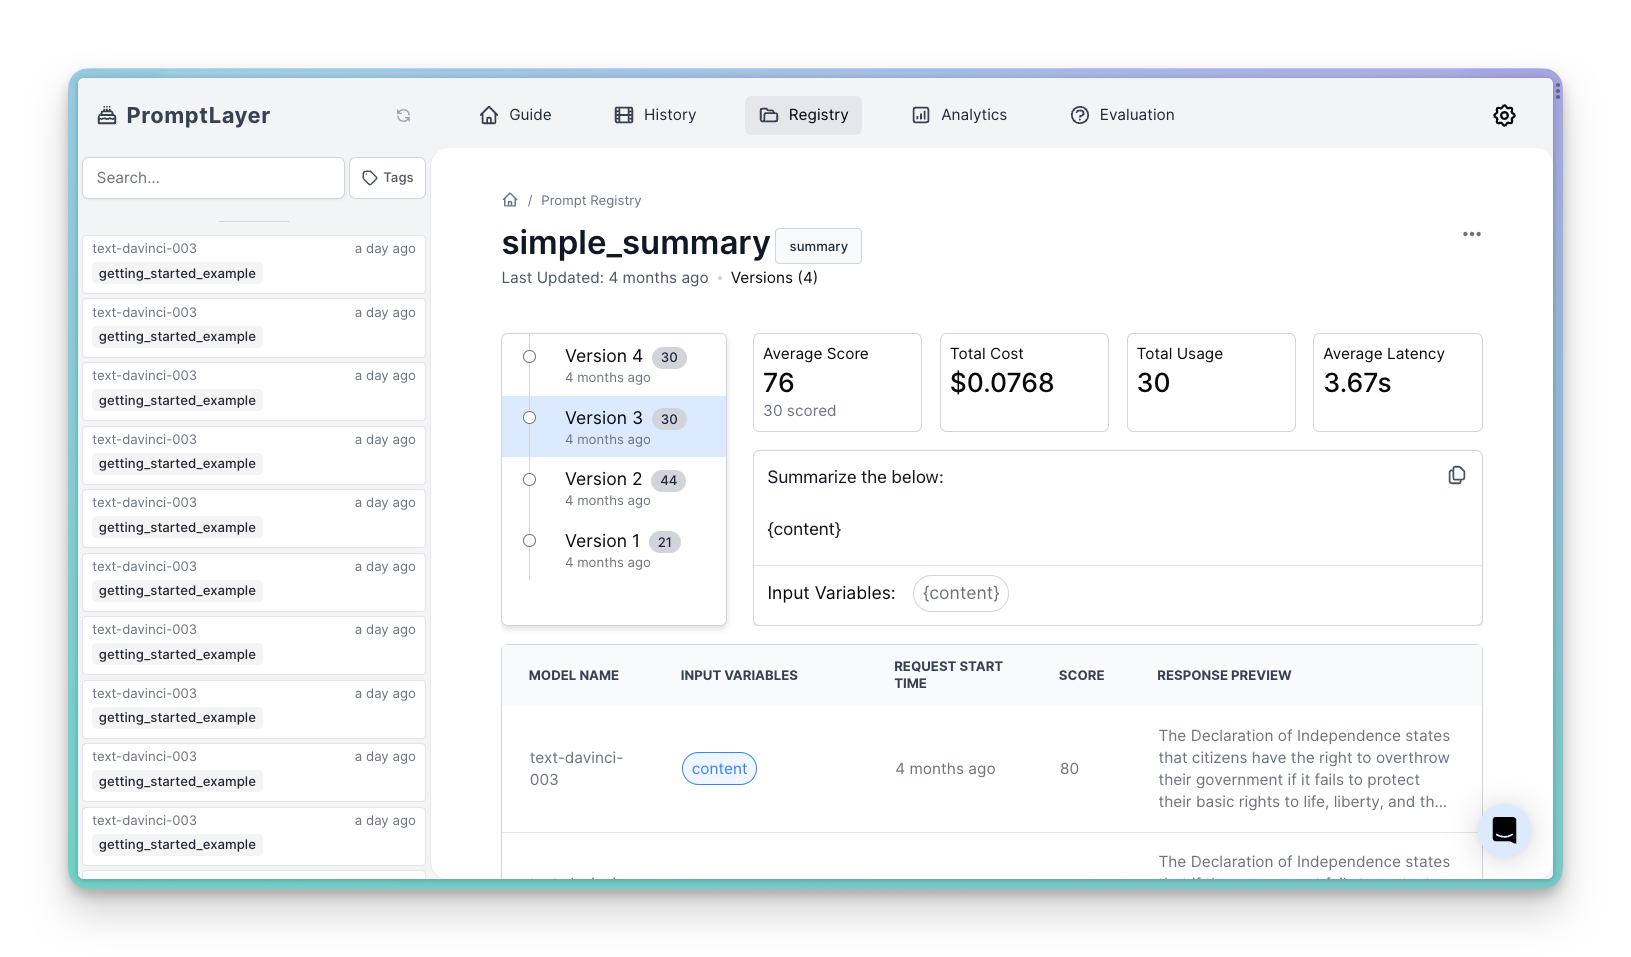 PromptLayer
Guide
History
Registry
Analytics
Evaluation
Search...
Tags
text-davinci-003 a day ago
getting_started_example
text-davinci-003 a day ago
getting_started_example
text-davinci-003 a day ago
getting_started_example
text-davinci-003 a day ago
getting_started_example
text-davinci-003 a day ago
getting_started_example
text-davinci-003 a day ago
getting_started_example
text-davinci-003 a day ago
getting_started_example
text-davinci-003 a day ago
getting_started_example
text-davinci-003 a day ago
getting_started_example
text-davinci-003 a day ago
getting_started_example
/ Prompt Registry
simple_summary summary
Last Updated: 4 months ago • Versions (4)
Version 4 30
4 months ago
Version 3 30
4 months ago
Version 2 44
4 months ago
Version 1 21
4 months ago
Average Score
76
30 scored
Total Cost
$0.0768
Total Usage
30
Average Latency
3.67s
Summarize the below:
{content}
Input Variables: {content}
MODEL NAME
INPUT VARIABLES
REQUEST START
TIME
SCORE
RESPONSE PREVIEW
text-davinci-
003
content
4 months ago
80
The Declaration of Independence states
that citizens have the right to overthrow
their government if it fails to protect
their basic rights to life, liberty, and th...
The Declaration of Independence states